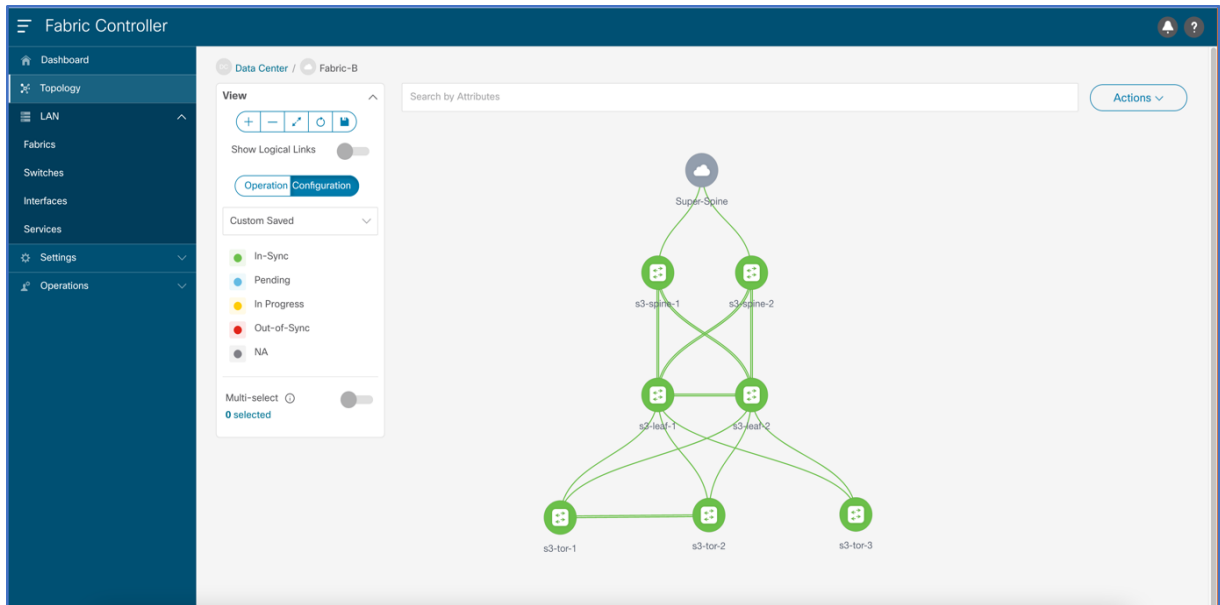 Fabric Controller
?
Dashboard
Topology
LAN
Fabrics
Switches
Interfaces
Services
Settings
Operations
Data Center / Fabric-B
View
Show Logical Links
Operation Configuration
Custom Saved
In-Sync
Pending
In Progress
Out-of-Sync
NA
Multi-select
0 selected
Search by Attributes
Actions
Super-Spine
s3-spine-1
s3-spine-2
s3-leaf-1
s3-leaf-2
s3-tor-1
s3-tor-2
s3-tor-3